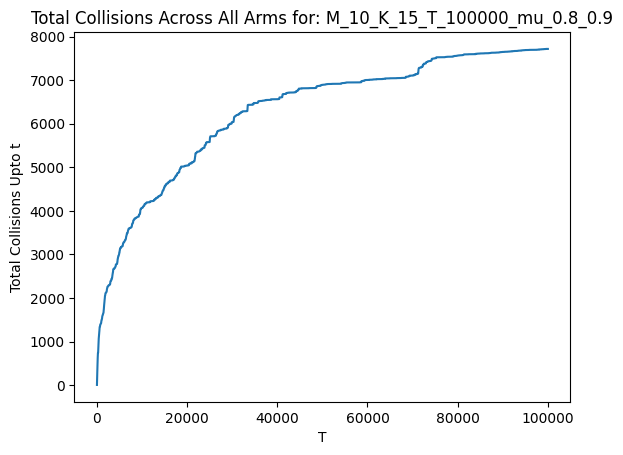 Total Collisions Across All Arms for: M_10_K_15_T_100000_mu_0.8_0.9
8000
7000
6000
5000
4000
3000
2000
1000
0
Total Collisions Upto t
0 20000 40000 60000 80000 100000
T